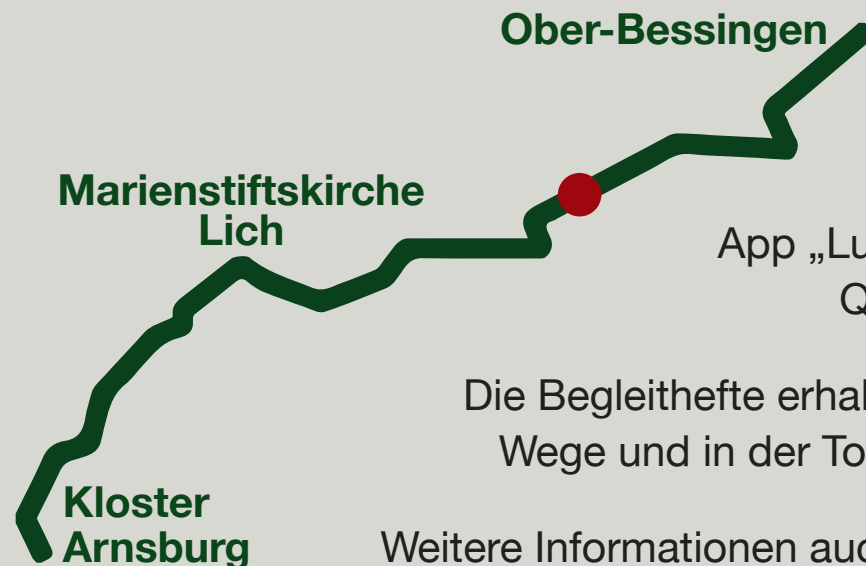 Ober-Bessingen
Marienstiftskirche
Lich
App „Lu
Q
Die Begleithefte erhal
Wege und in der To
Kloster
Arnsburg
Weitere Informationen auc